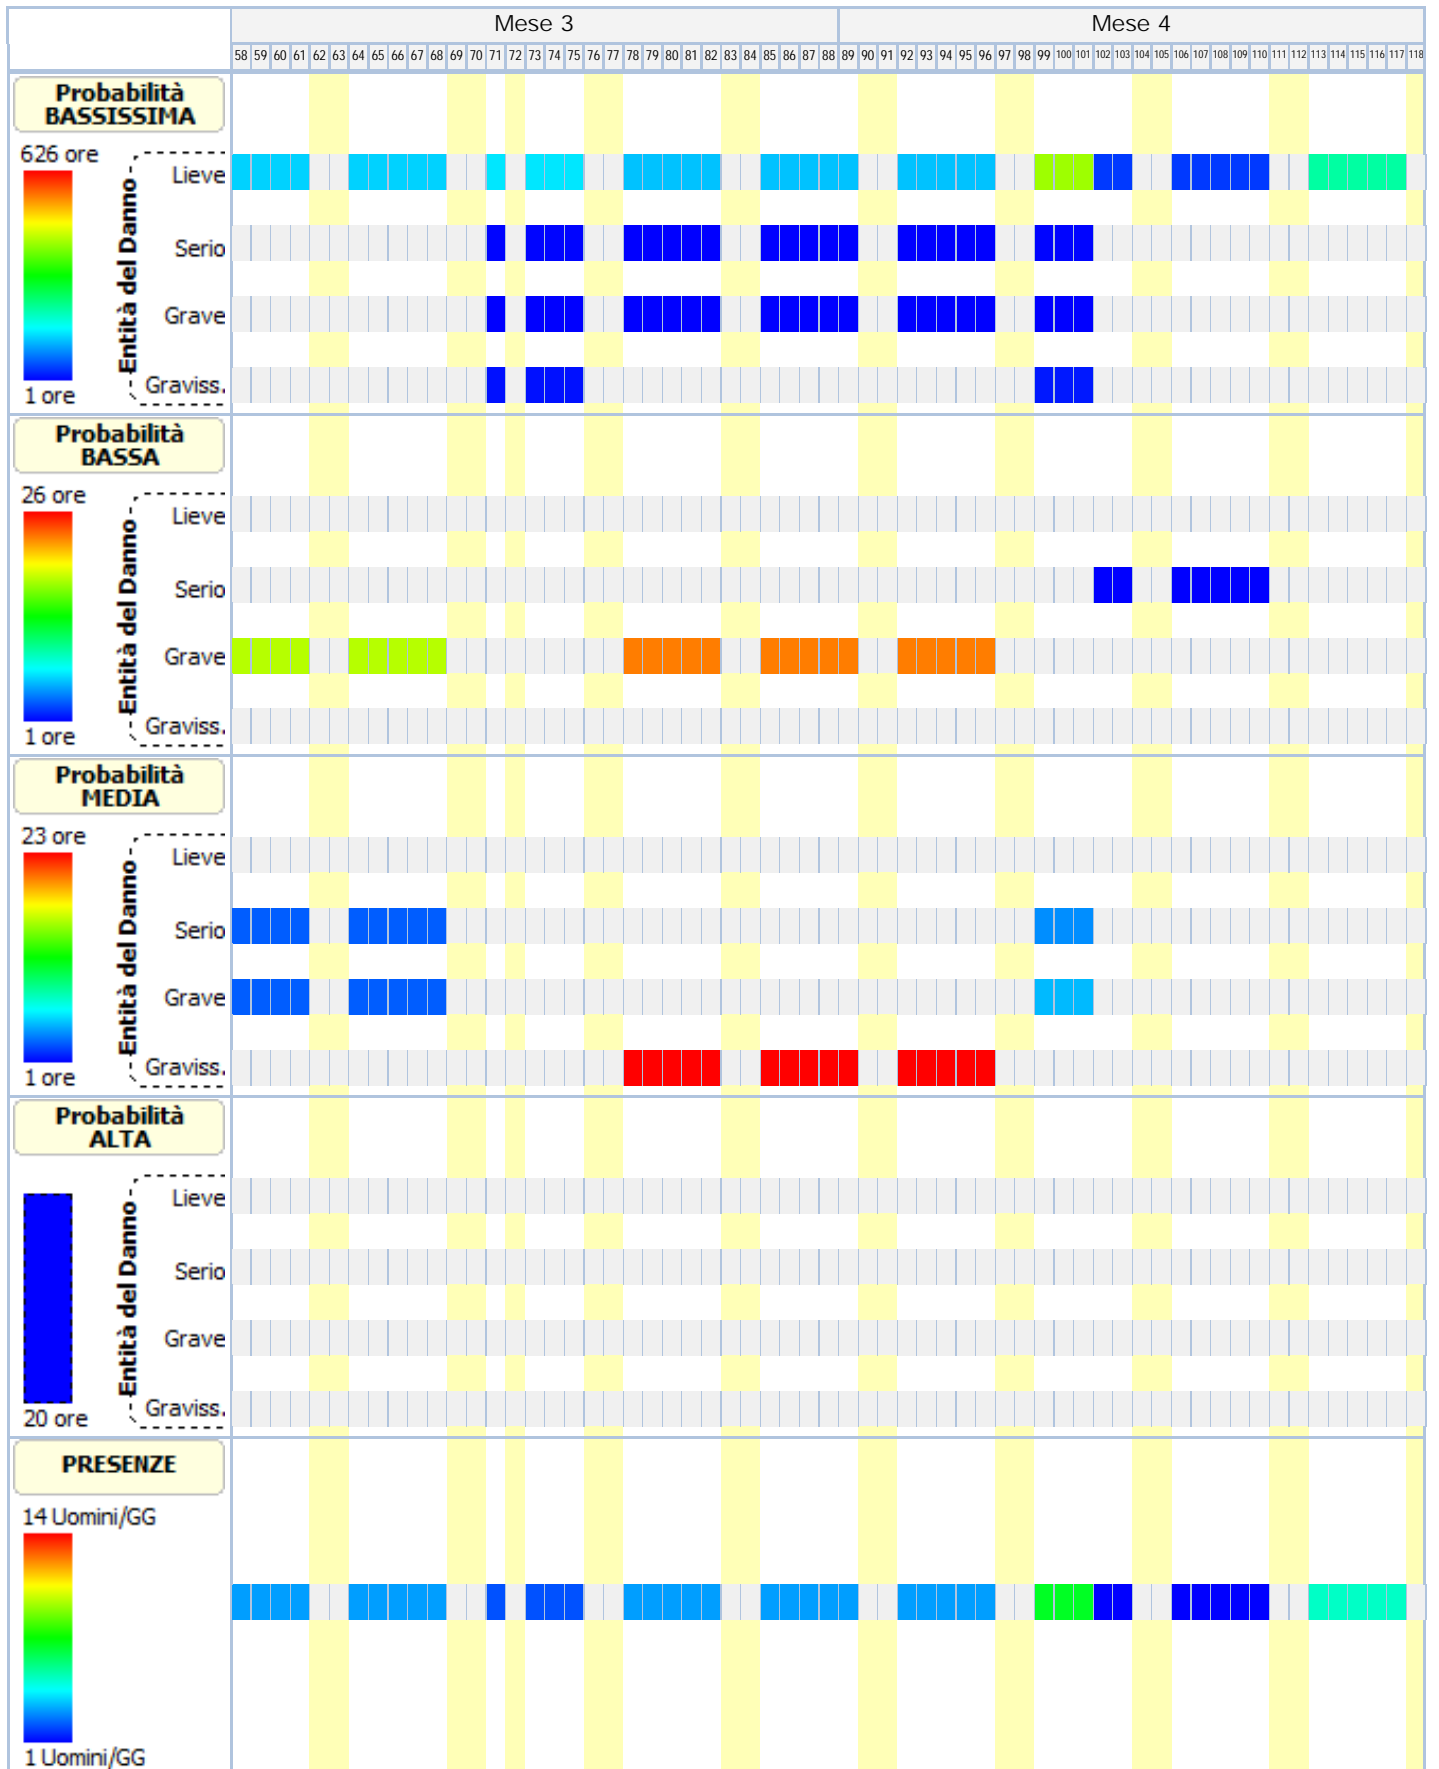 Mese 3 Mese 4
58 59 60 61 62 63 64 65 66 67 68 69 70 71 72 73 74 75 76 77 78 79 80 81 82 83 84 85 86 87 88 89 90 91 92 93 94 95 96 97 98 99 100 101 102 103 104 105 106 107 108 109 110 111 112 113 114 115 116 117 118
Probabilità
BASSISSIMA
626 ore
Entità del Danno
Lieve
Serio
Grave
Graviss.
1 ore
Probabilità
BASSA
26 ore
Entità del Danno
Lieve
Serio
Grave
Graviss.
1 ore
Probabilità
MEDIA
23 ore
Entità del Danno
Lieve
Serio
Grave
Graviss.
1 ore
Probabilità
ALTA
Entità del Danno
Lieve
Serio
Grave
Graviss.
20 ore
PRESENZE
14 Uomini/GG
1 Uomini/GG